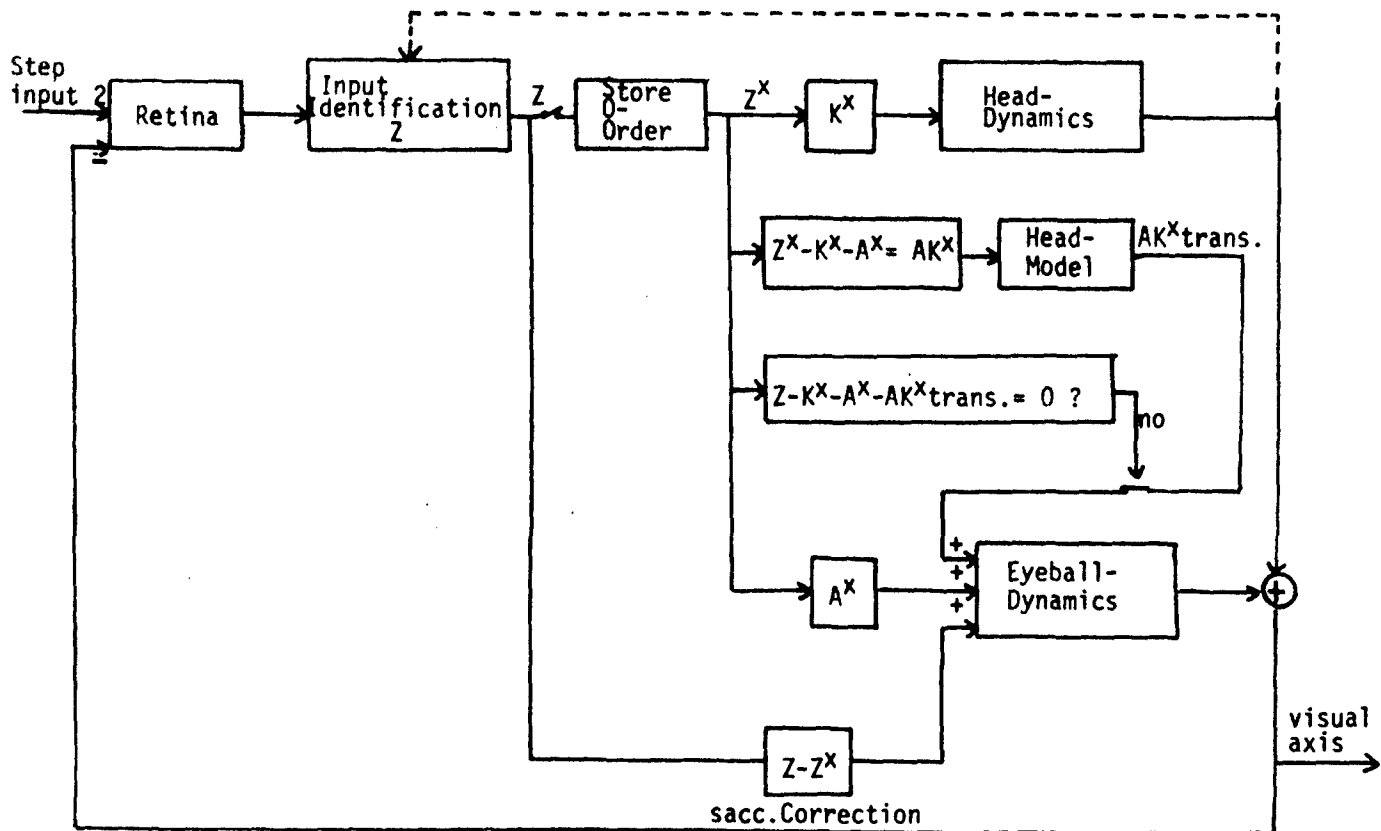 Step
input 2
Retina
=
Input
Identification
Z
Z
Store
O-
Order
Z^x
K^x
Head-
Dynamics
Z^x-K^x-A^x= AK^x
Head-
Model
AK^x trans.
Z-K^x-A^x-AK^x trans.= 0 ?
no
A^x
+
+
+
Eyeball-
Dynamics
+
Z-Z^x
sacc.Correction
visual
axis